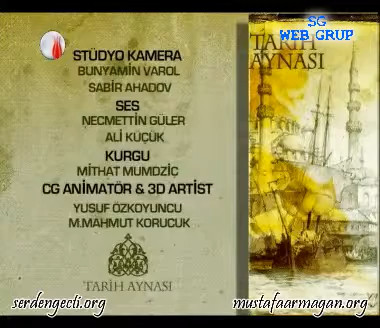 SG
WEB GRUP
TARİH
AYNASI
STÜDYO KAMERA
BUNYAMİN VAROL
SABİR AHADOV
SES
NECMETTİN GÜLER
ALİ KÜÇÜK
KURGU
MİTHAT MUMDZİÇ
CG ANİMATÖR & 3D ARTİST
YUSUF ÖZKOYUNCU
M.MAHMUT KORUCUK
TARİH AYNASI
serdengecti.org
mustafaarmagan.org